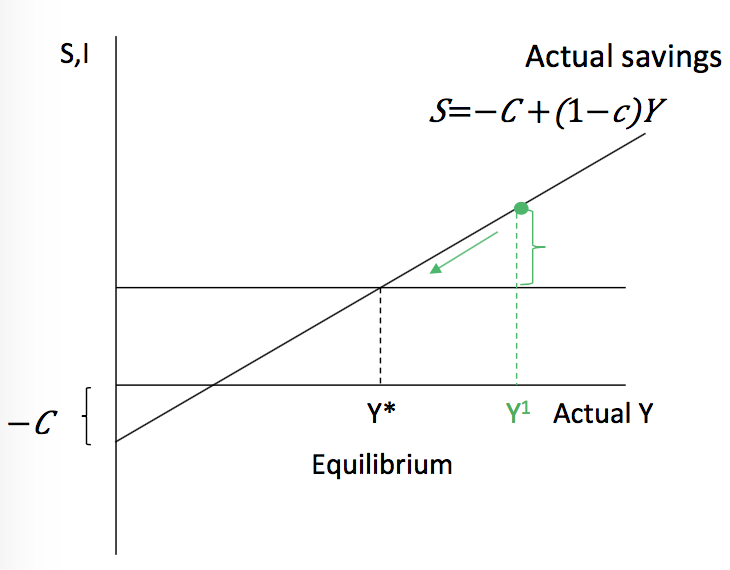 S,I
Actual savings
S=−C+(1−c)Y
−C
Y*
Y¹
Actual Y
Equilibrium